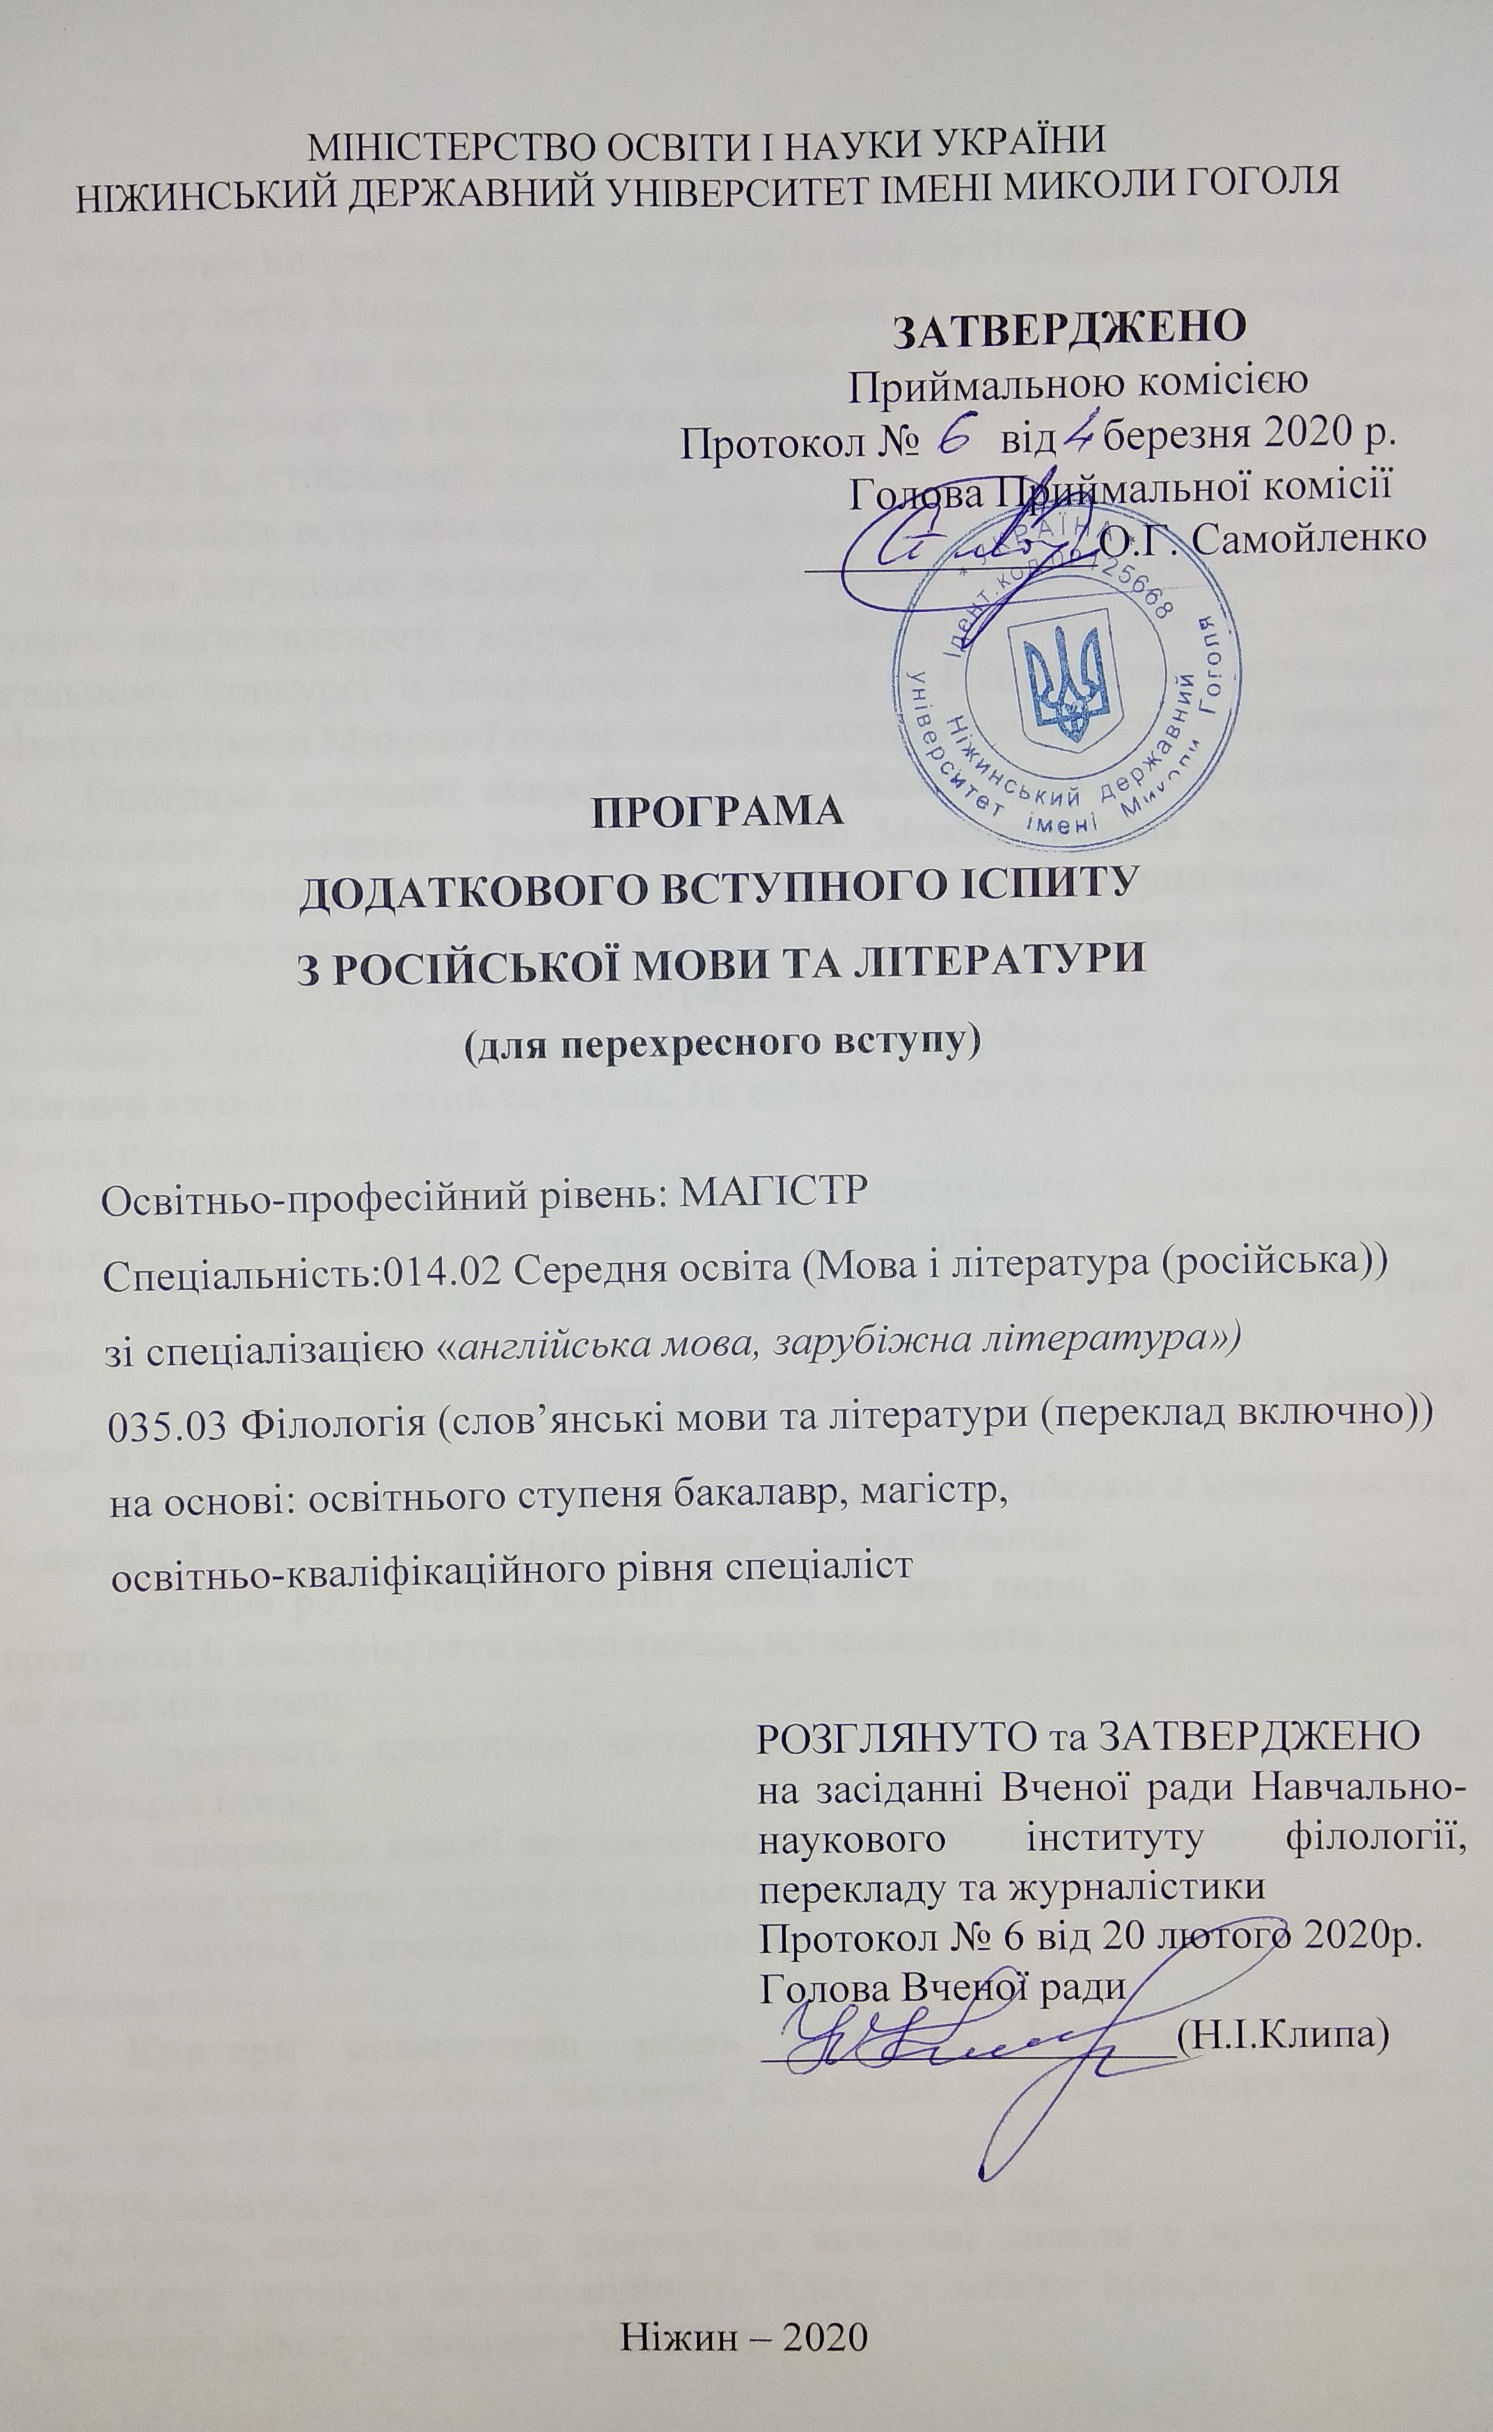 МІНІСТЕРСТВО ОСВІТИ І НАУКИ УКРАЇНИ
НІЖИНСЬКИЙ ДЕРЖАВНИЙ УНІВЕРСИТЕТ ІМЕНІ МИКОЛИ ГОГОЛЯ
ЗАТВЕРДЖЕНО
Приймальною комісією
Протокол № 6 від 4 березня 2020 р.
Голова Приймальної комісії
О.Г. Самойленко
* УКРАЇНА *
Ідент.код 02125668
Ніжинський державний
університет імені Миколи Гоголя
ПРОГРАМА
ДОДАТКОВОГО ВСТУПНОГО ІСПИТУ
З РОСІЙСЬКОЇ МОВИ ТА ЛІТЕРАТУРИ
(для перехресного вступу)
Освітньо-професійний рівень: МАГІСТР
Спеціальність:014.02 Середня освіта (Мова і література (російська))
зі спеціалізацією «англійська мова, зарубіжна література»)
035.03 Філологія (слов’янські мови та літератури (переклад включно))
на основі: освітнього ступеня бакалавр, магістр,
освітньо-кваліфікаційного рівня спеціаліст
РОЗГЛЯНУТО та ЗАТВЕРДЖЕНО
на засіданні Вченої ради Навчально-
наукового інституту філології,
перекладу та журналістики
Протокол № 6 від 20 лютого 2020р.
Голова Вченої ради
(Н.І.Клипа)
Ніжин – 2020